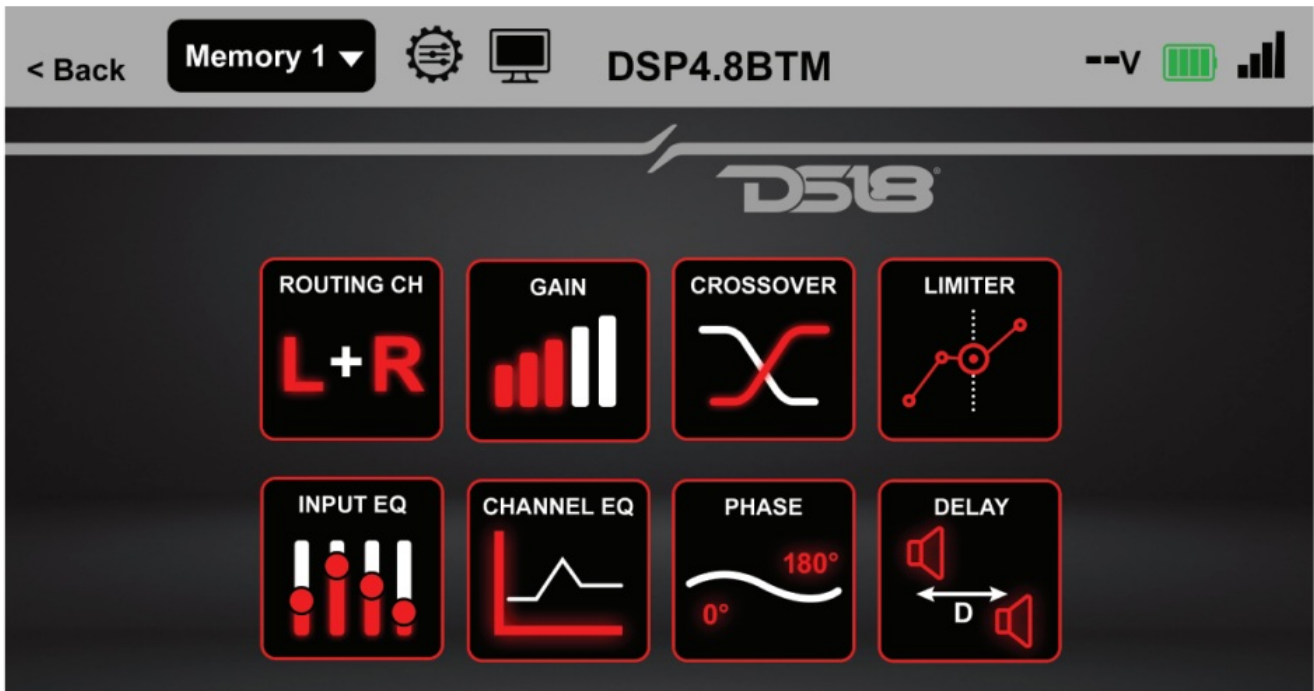 < Back Memory 1 DSP4.8BTM --V
DS18®
ROUTING CH GAIN CROSSOVER LIMITER
L+R
INPUT EQ CHANNEL EQ PHASE DELAY
180°
0° D